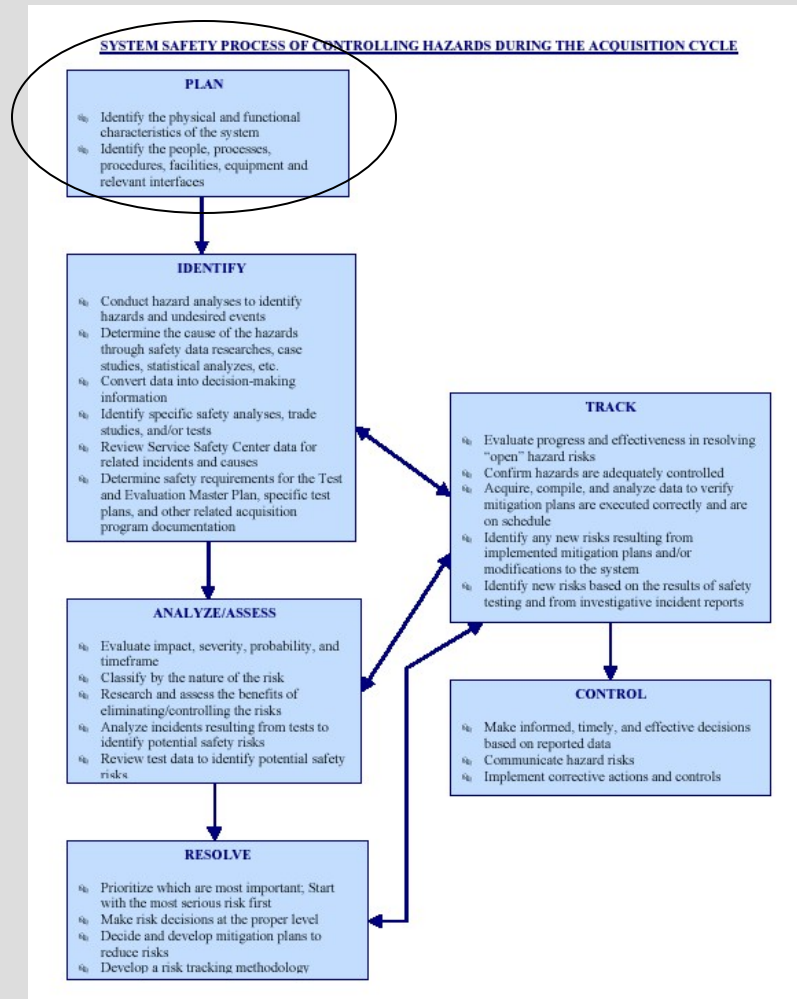 SYSTEM SAFETY PROCESS OF CONTROLLING HAZARDS DURING THE ACQUISITION CYCLE
PLAN
Identify the physical and functional
characteristics of the system
Identify the people, processes,
procedures, facilities, equipment and
relevant interfaces
IDENTIFY
Conduct hazard analyses to identify
hazards and undesired events
Determine the cause of the hazards
through safety data researches, case
studies, statistical analyzes, etc.
Convert data into decision-making
information
Identify specific safety analyses, trade
studies, and/or tests
Review Service Safety Center data for
related incidents and causes
Determine safety requirements for the Test
and Evaluation Master Plan, specific test
plans, and other related acquisition
program documentation
ANALYZE/ASSESS
Evaluate impact, severity, probability, and
timeframe
Classify by the nature of the risk
Research and assess the benefits of
eliminating/controlling the risks
Analyze incidents resulting from tests to
identify potential safety risks
Review test data to identify potential safety
risks
RESOLVE
Prioritize which are most important; Start
with the most serious risk first
Make risk decisions at the proper level
Decide and develop mitigation plans to
reduce risks
Develop a risk tracking methodology
TRACK
Evaluate progress and effectiveness in resolving
“open” hazard risks
Confirm hazards are adequately controlled
Acquire, compile, and analyze data to verify
mitigation plans are executed correctly and are
on schedule
Identify any new risks resulting from
implemented mitigation plans and/or
modifications to the system
Identify new risks based on the results of safety
testing and from investigative incident reports
CONTROL
Make informed, timely, and effective decisions
based on reported data
Communicate hazard risks
Implement corrective actions and controls